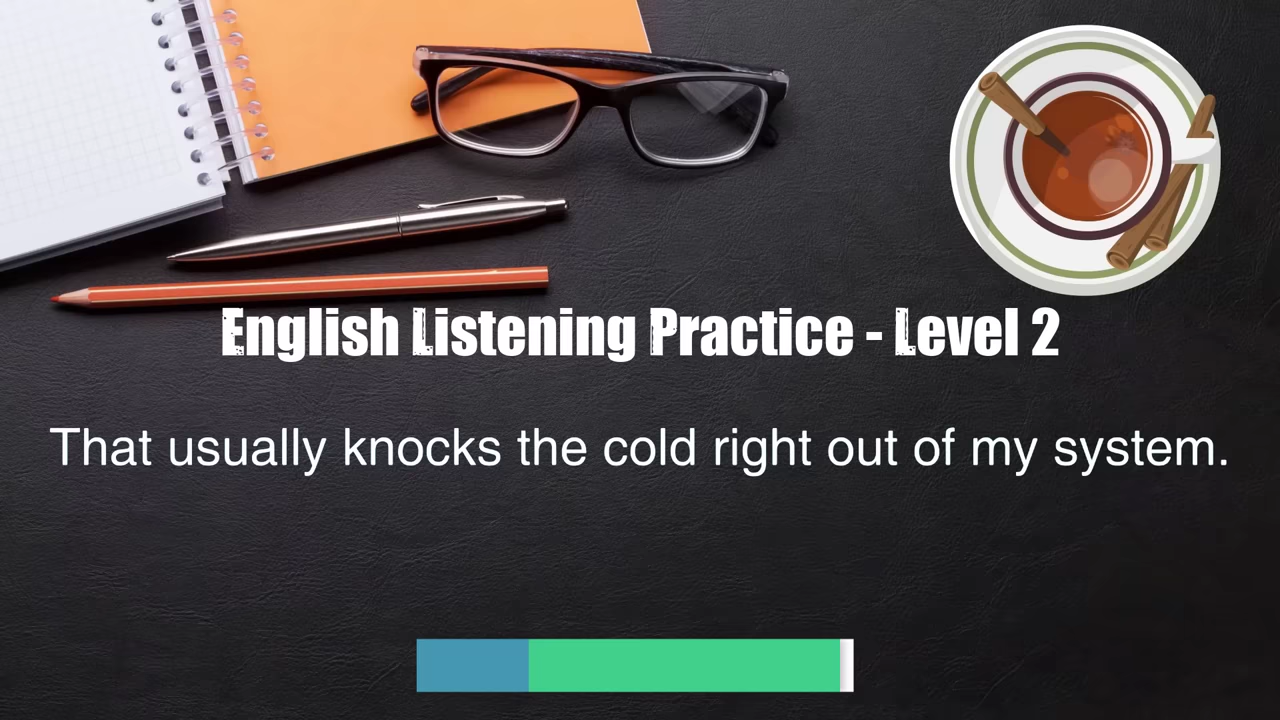 English Listening Practice - Level 2
That usually knocks the cold right out of my system.